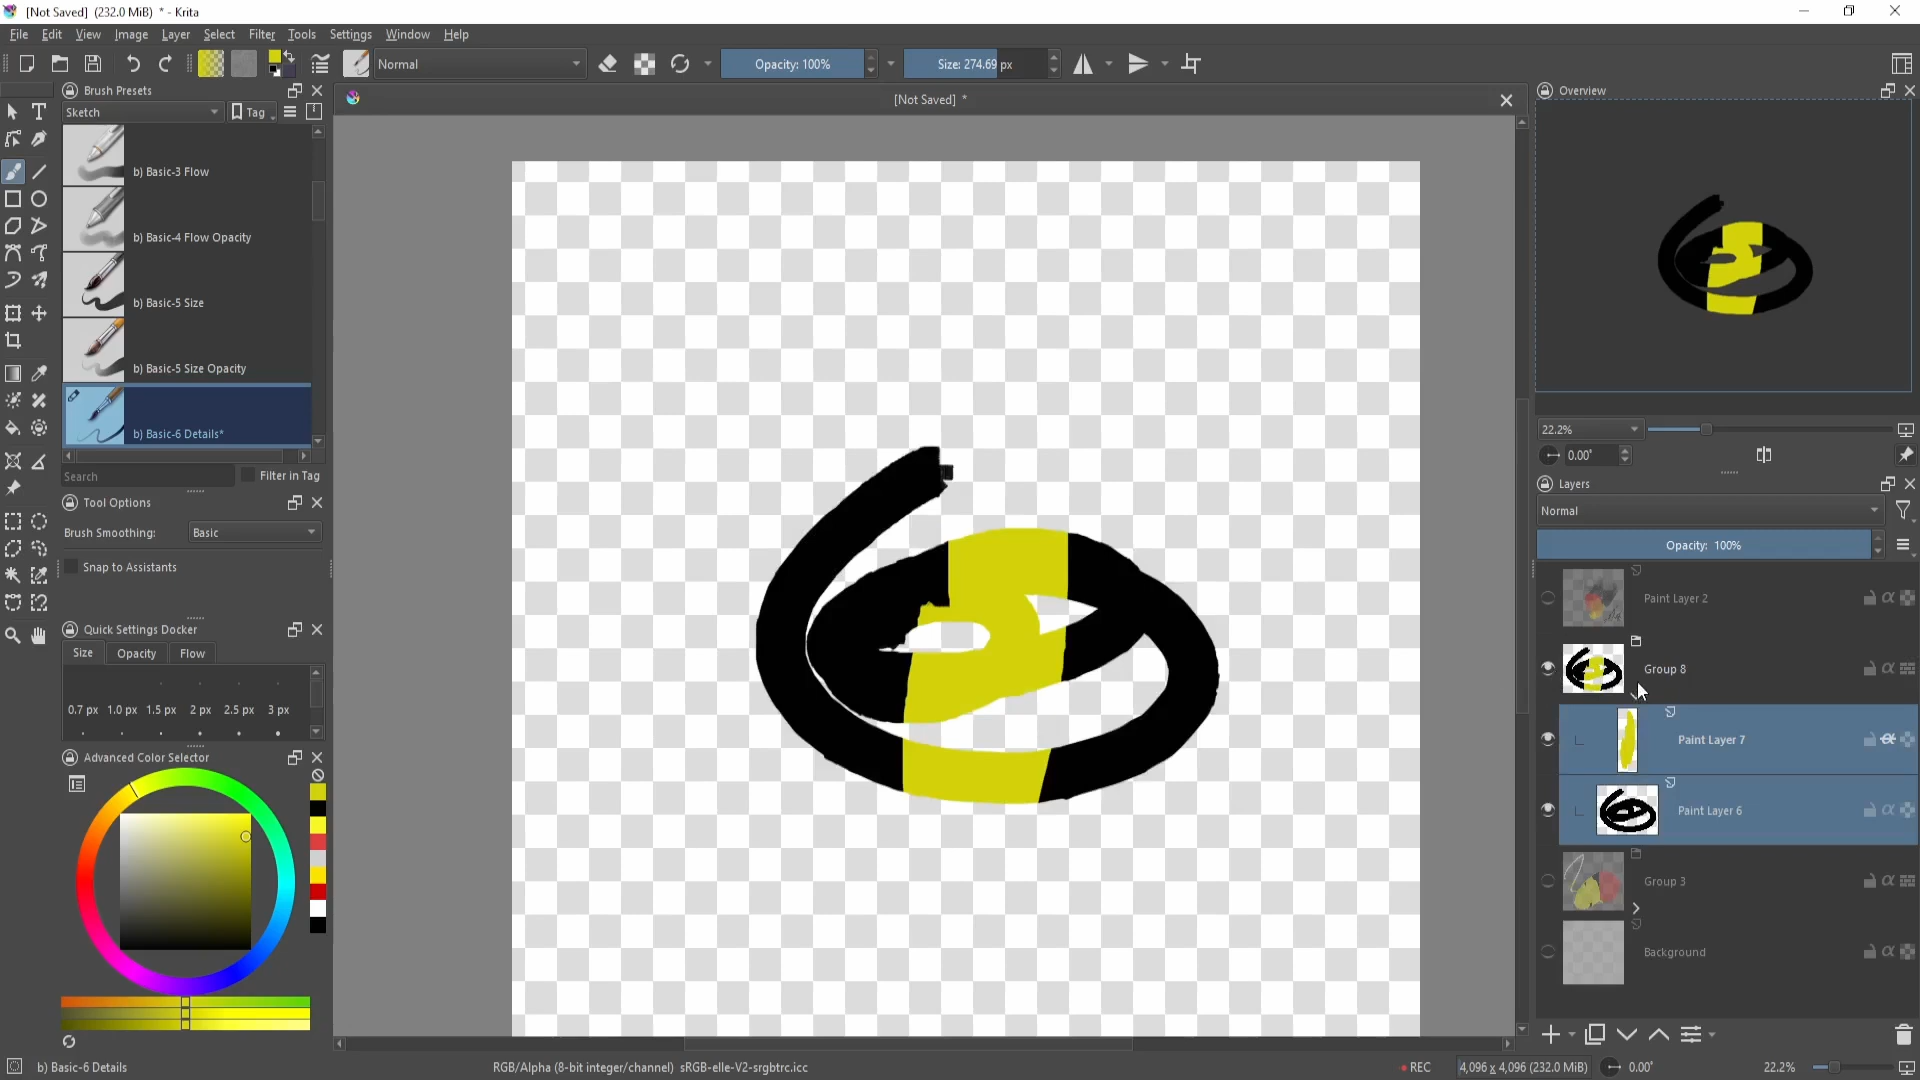 [Not Saved]  (232.0 MiB)  * - Krita
File Edit View Image Layer Select Filter Tools Settings Window Help
Normal
Opacity: 100%
Size: 274.69 px
Brush Presets
[Not Saved]  *
Overview
Sketch
Tag
b) Basic-3 Flow
b) Basic-4 Flow Opacity
b) Basic-5 Size
b) Basic-5 Size Opacity
b) Basic-6 Details*
22.2%
0.00°
Search
Filter in Tag
Layers
Tool Options
Normal
Brush Smoothing:
Basic
Opacity:  100%
Snap to Assistants
Paint Layer 2
Quick Settings Docker
Size
Opacity
Flow
Group 8
0.7 px 1.0 px 1.5 px 2 px 2.5 px 3 px
Paint Layer 7
Advanced Color Selector
Paint Layer 6
Group 3
Background
b) Basic-6 Details
RGB/Alpha (8-bit integer/channel)  sRGB-elle-V2-srgbtrc.icc
REC
4,096 x 4,096 (232.0 MiB)
0.00°
22.2%